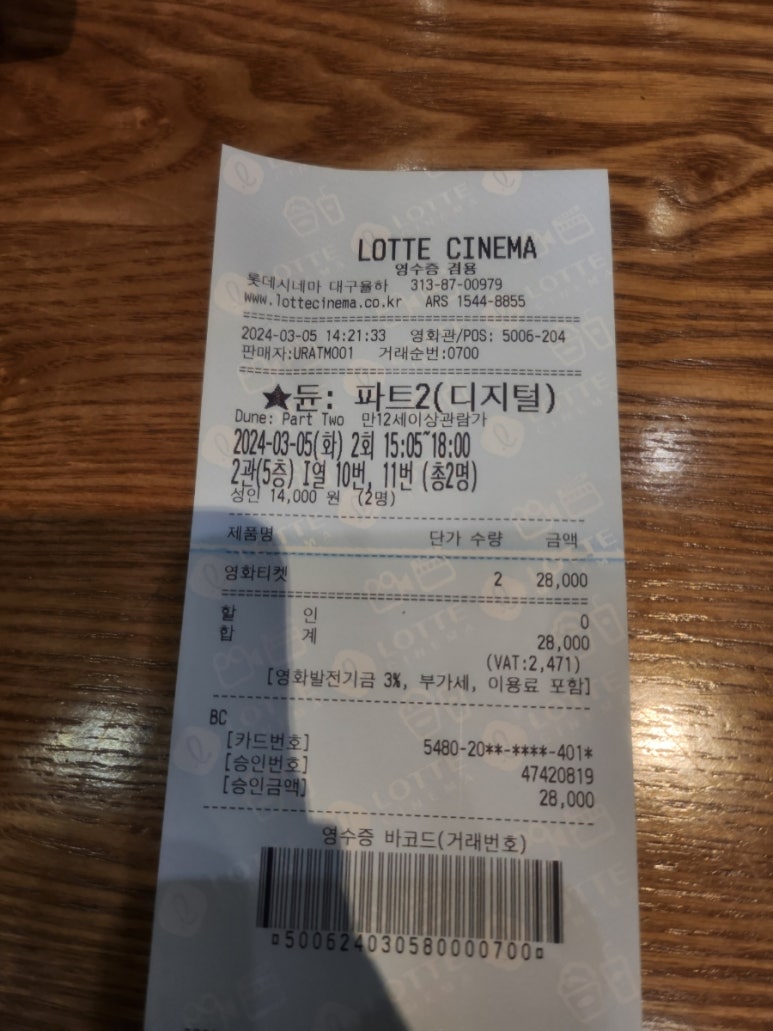 LOTTE CINEMA
영수증 겸용
롯데시네마 대구율하 313-87-00979
www.lottecinema.co.kr ARS 1544-8855
2024-03-05 14:21:33 영화관/POS: 5006-204
판매자:URATM001 거래순번:0700
★듄: 파트2(디지털)
Dune: Part Two 만12세이상관람가
2024-03-05(화) 2회 15:05~18:00
2관(5층) I열 10번, 11번 (총2명)
성인 14,000 원 (2명)
제품명 단가 수량 금액
영화티켓 2 28,000
할 인 0
합 계 28,000
(VAT:2,471)
[영화발전기금 3%, 부가세, 이용료 포함]
BC
[카드번호] 5480-20**-****-401*
[승인번호] 47420819
[승인금액] 28,000
영수증 바코드(거래번호)
¤500624030580000700¤